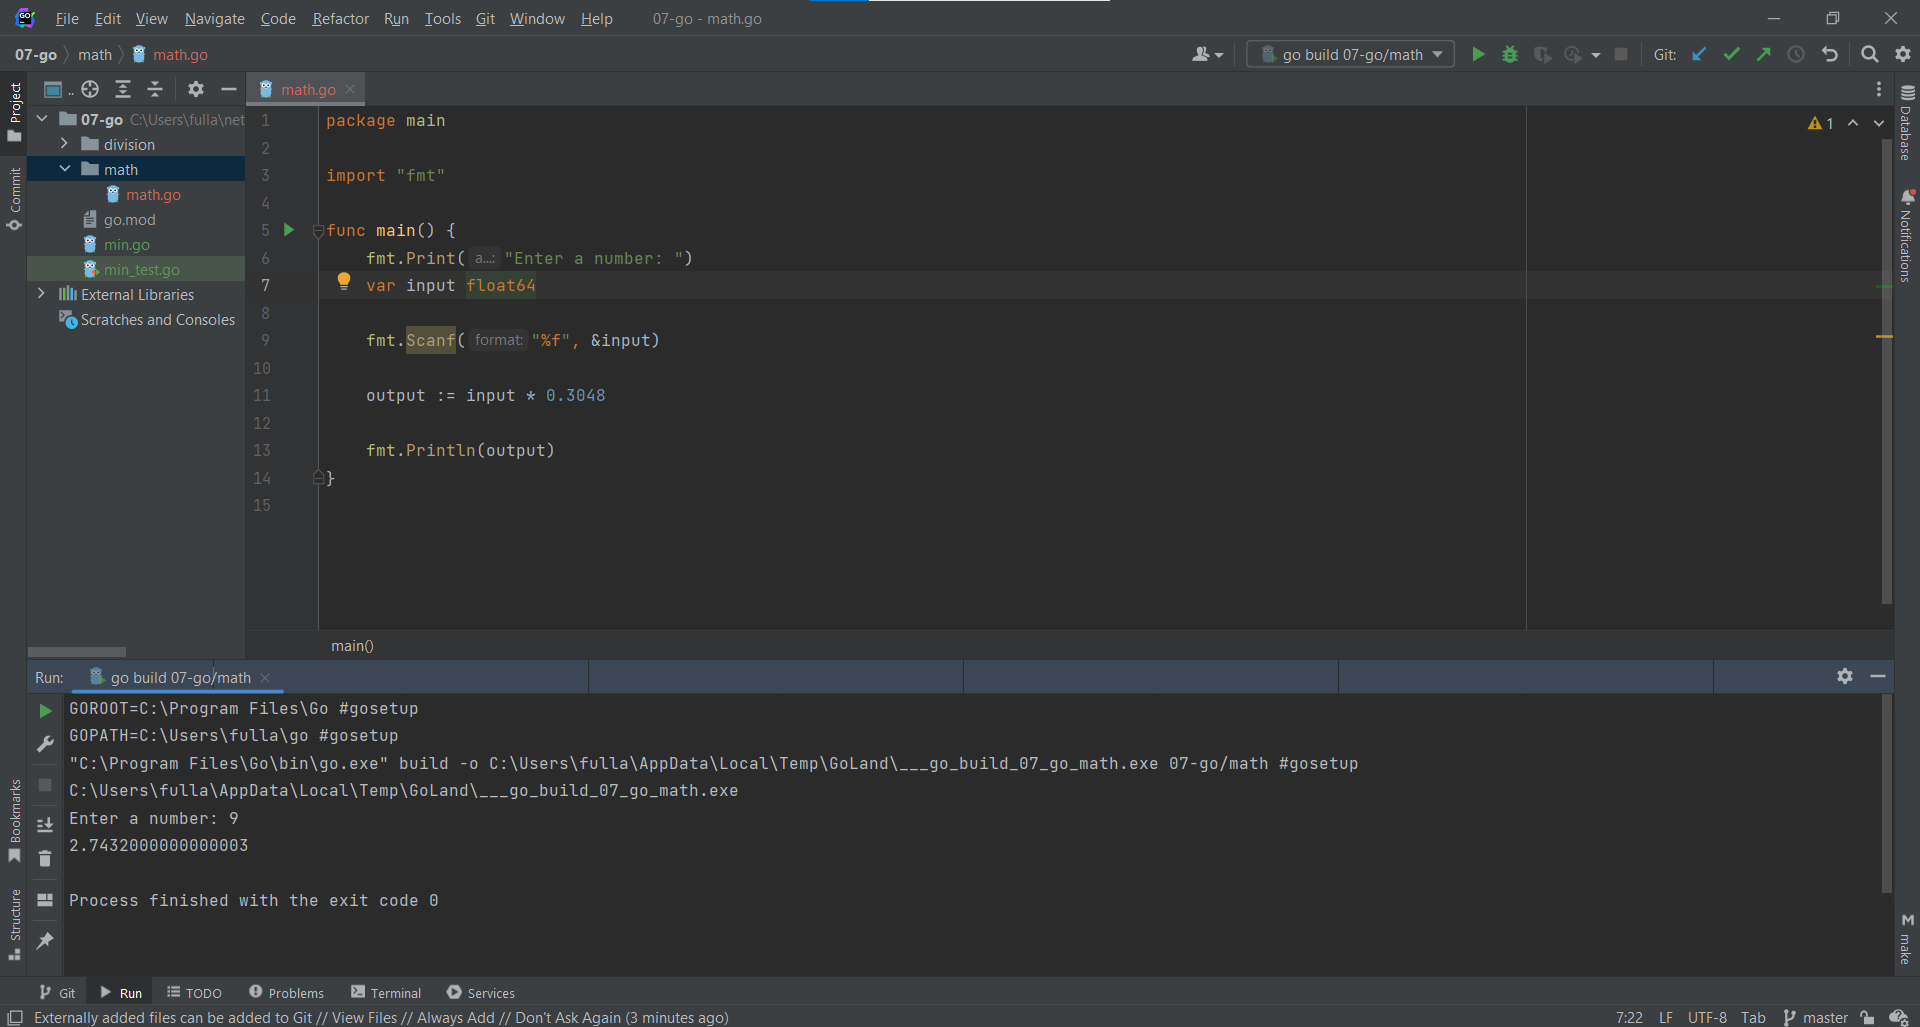 File Edit View Navigate Code Refactor Run Tools Git Window Help 07-go - math.go
07-go math math.go
go build 07-go/math Git:
Project
Commit
Bookmarks
Structure
..
07-go C:\Users\fulla\net
division
math
math.go
go.mod
min.go
min_test.go
External Libraries
Scratches and Consoles
math.go
1 package main
2
3 import "fmt"
4
5 func main() {
6 fmt.Print( a...: "Enter a number: ")
7 var input float64
8
9 fmt.Scanf( format: "%f", &input)
10
11 output := input * 0.3048
12
13 fmt.Println(output)
14 }
15
1
main()
Database
Notifications
make
Run: go build 07-go/math
GOROOT=C:\Program Files\Go #gosetup
GOPATH=C:\Users\fulla\go #gosetup
"C:\Program Files\Go\bin\go.exe" build -o C:\Users\fulla\AppData\Local\Temp\GoLand\___go_build_07_go_math.exe 07-go/math #gosetup
C:\Users\fulla\AppData\Local\Temp\GoLand\___go_build_07_go_math.exe
Enter a number: 9
2.7432000000000003
Process finished with the exit code 0
Git Run TODO Problems Terminal Services
Externally added files can be added to Git // View Files // Always Add // Don't Ask Again (3 minutes ago)
7:22 LF UTF-8 Tab master